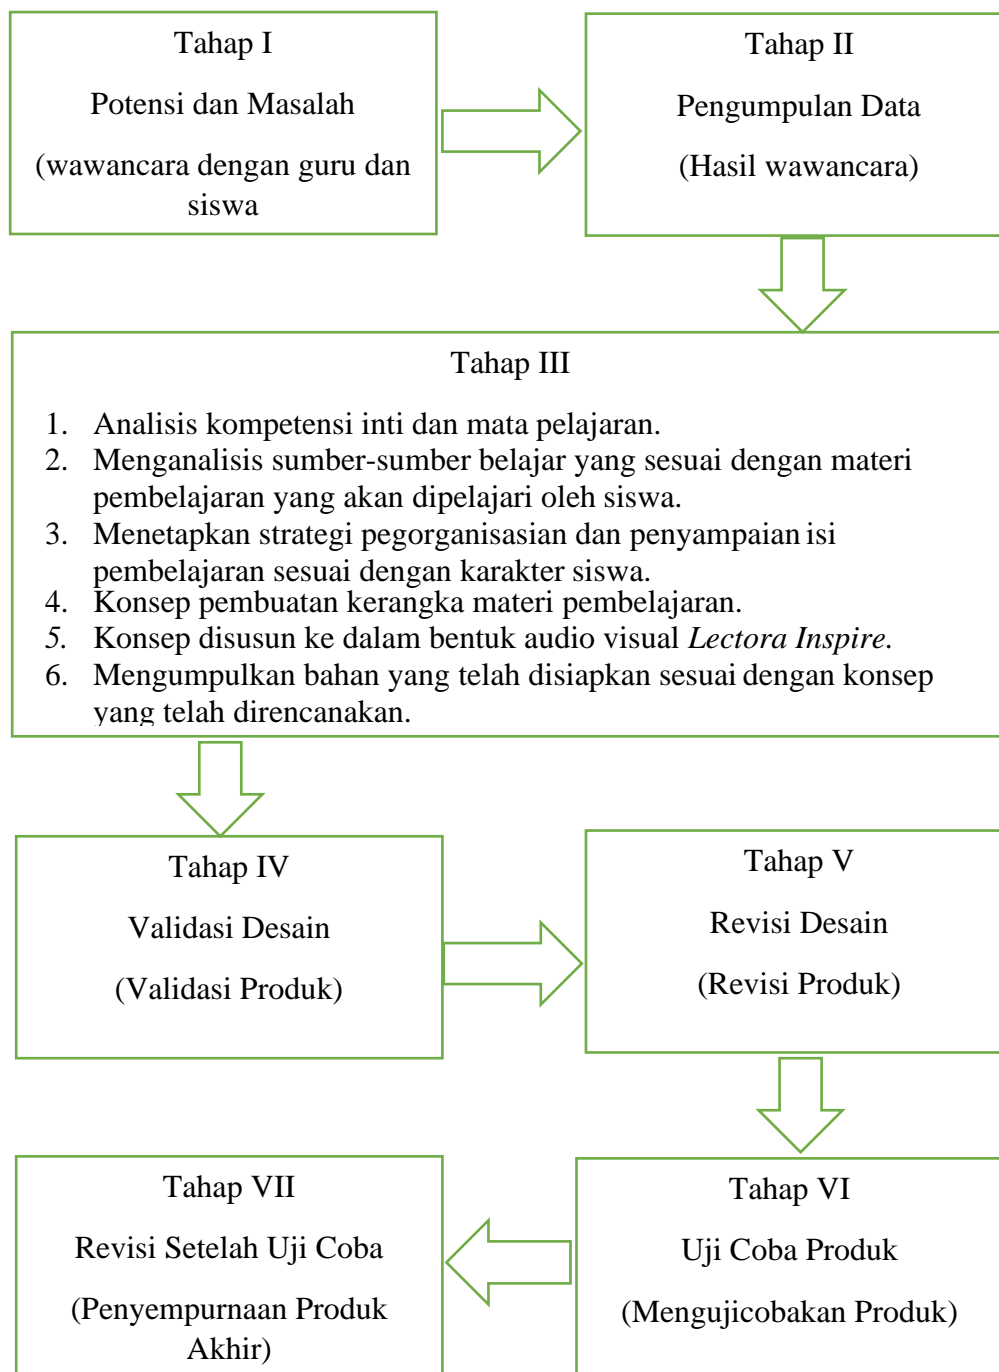 Tahap I
Potensi dan Masalah
(wawancara dengan guru dan
siswa
Tahap II
Pengumpulan Data
(Hasil wawancara)
Tahap III
1. Analisis kompetensi inti dan mata pelajaran.
2. Menganalisis sumber-sumber belajar yang sesuai dengan materi
pembelajaran yang akan dipelajari oleh siswa.
3. Menetapkan strategi pegorganisasian dan penyampaian isi
pembelajaran sesuai dengan karakter siswa.
4. Konsep pembuatan kerangka materi pembelajaran.
5. Konsep disusun ke dalam bentuk audio visual Lectora Inspire.
6. Mengumpulkan bahan yang telah disiapkan sesuai dengan konsep
yang telah direncanakan.
Tahap IV
Validasi Desain
(Validasi Produk)
Tahap V
Revisi Desain
(Revisi Produk)
Tahap VII
Revisi Setelah Uji Coba
(Penyempurnaan Produk
Akhir)
Tahap VI
Uji Coba Produk
(Mengujicobakan Produk)